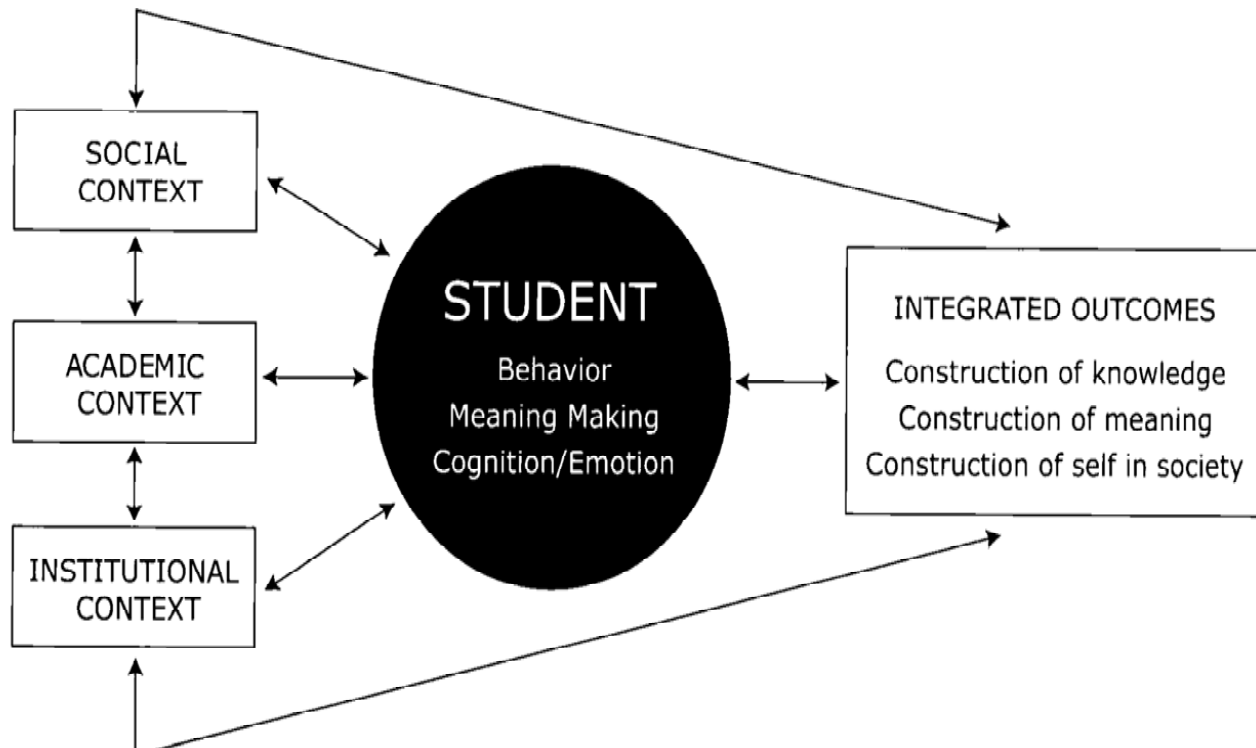 SOCIAL
CONTEXT
ACADEMIC
CONTEXT
INSTITUTIONAL
CONTEXT
STUDENT
Behavior
Meaning Making
Cognition/Emotion
INTEGRATED OUTCOMES
Construction of knowledge
Construction of meaning
Construction of self in society